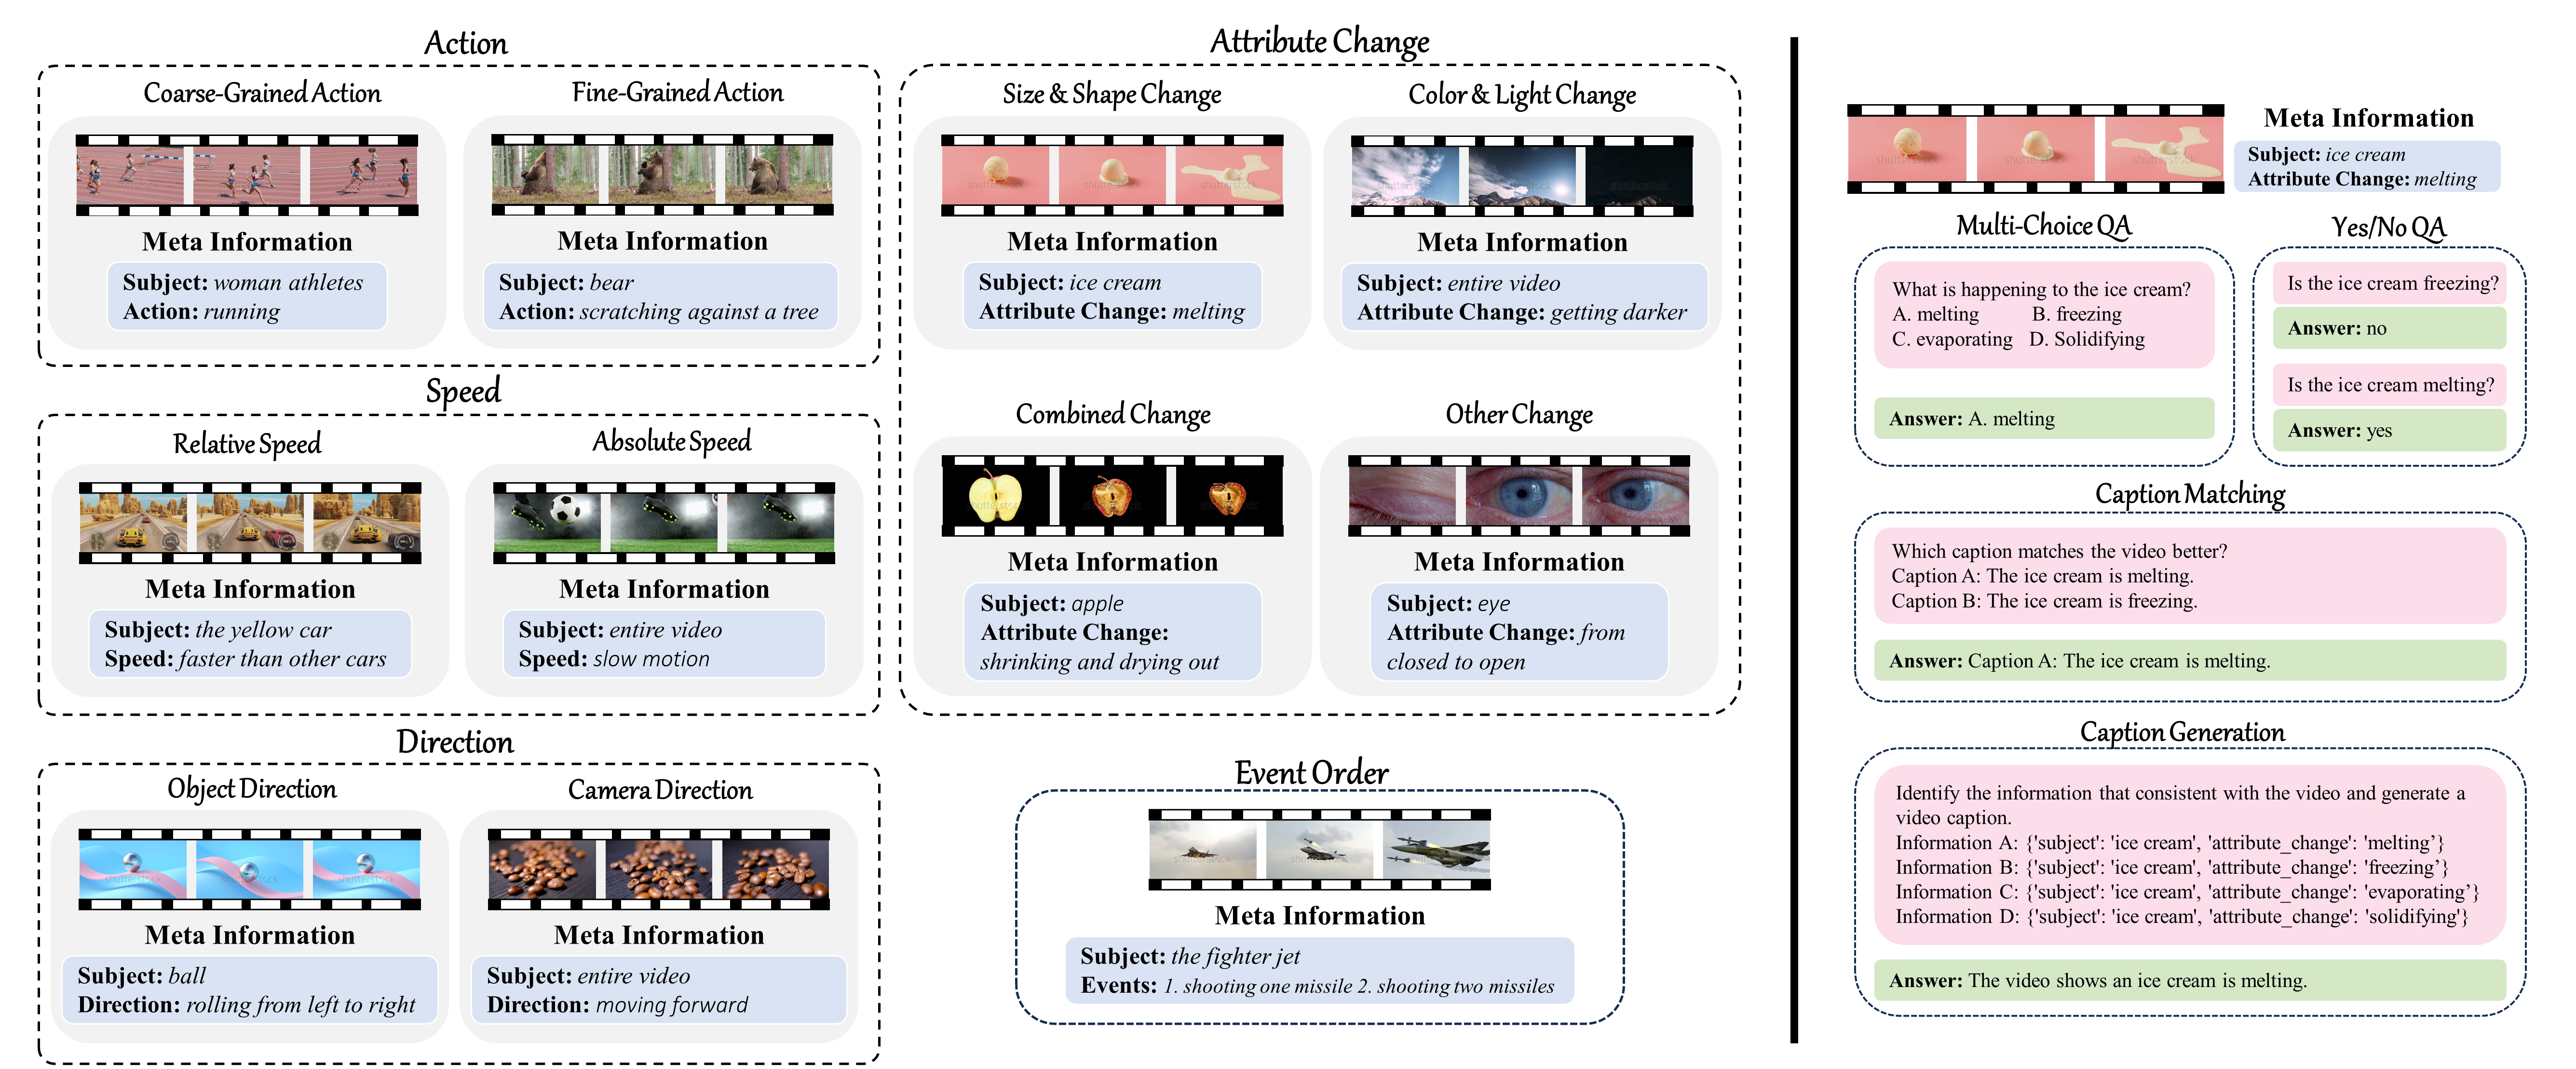 Action
Coarse-Grained Action
Meta Information
Subject: woman athletes
Action: running
Fine-Grained Action
Meta Information
Subject: bear
Action: scratching against a tree
Speed
Relative Speed
Meta Information
Subject: the yellow car
Speed: faster than other cars
Absolute Speed
Meta Information
Subject: entire video
Speed: slow motion
Direction
Object Direction
Meta Information
Subject: ball
Direction: rolling from left to right
Camera Direction
Meta Information
Subject: entire video
Direction: moving forward
Attribute Change
Size & Shape Change
shutterstock
Meta Information
Subject: ice cream
Attribute Change: melting
Color & Light Change
Meta Information
Subject: entire video
Attribute Change: getting darker
Combined Change
Meta Information
Subject: apple
Attribute Change:
shrinking and drying out
Other Change
Meta Information
Subject: eye
Attribute Change: from
closed to open
Event Order
Meta Information
Subject: the fighter jet
Events: 1. shooting one missile 2. shooting two missiles
shutterstock
shutterstock
shutterstock
Meta Information
Subject: ice cream
Attribute Change: melting
Multi-Choice QA
What is happening to the ice cream?
A. melting B. freezing
C. evaporating D. Solidifying
Answer: A. melting
Yes/No QA
Is the ice cream freezing?
Answer: no
Is the ice cream melting?
Answer: yes
Caption Matching
Which caption matches the video better?
Caption A: The ice cream is melting.
Caption B: The ice cream is freezing.
Answer: Caption A: The ice cream is melting.
Caption Generation
Identify the information that consistent with the video and generate a
video caption.
Information A: {'subject': 'ice cream', 'attribute_change': 'melting’}
Information B: {'subject': 'ice cream', 'attribute_change': 'freezing’}
Information C: {'subject': 'ice cream', 'attribute_change': 'evaporating’}
Information D: {'subject': 'ice cream', 'attribute_change': 'solidifying'}
Answer: The video shows an ice cream is melting.